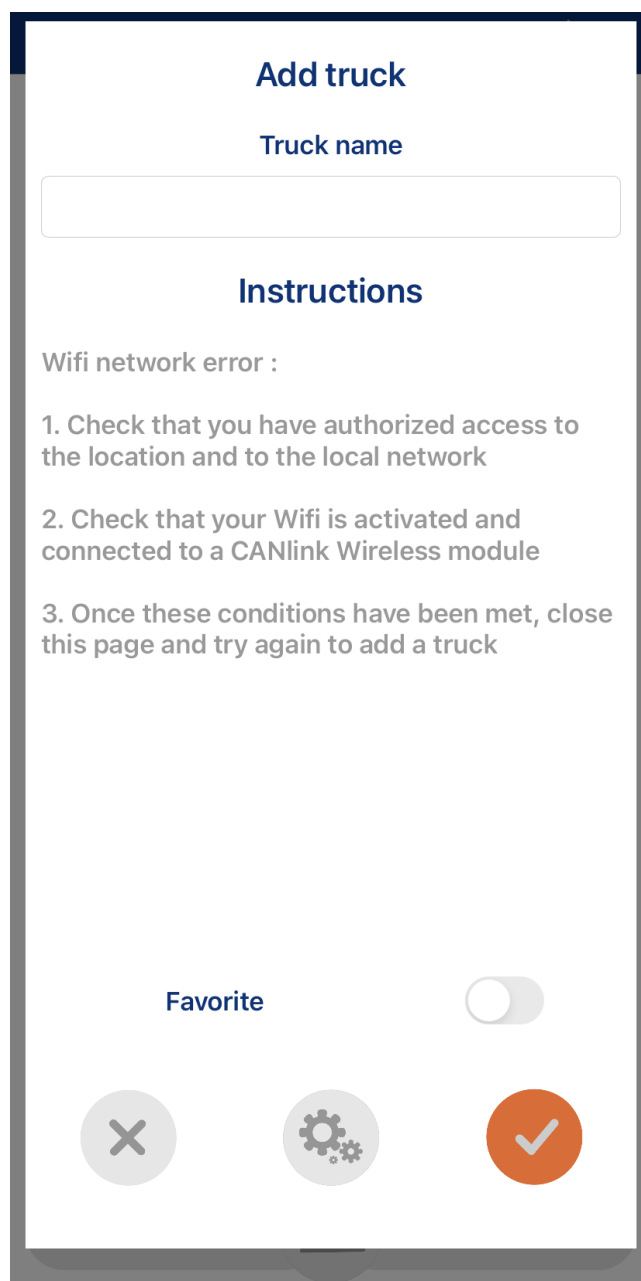 Add truck
Truck name
Instructions
Wifi network error :
1. Check that you have authorized access to
the location and to the local network
2. Check that your Wifi is activated and
connected to a CANlink Wireless module
3. Once these conditions have been met, close
this page and try again to add a truck
Favorite